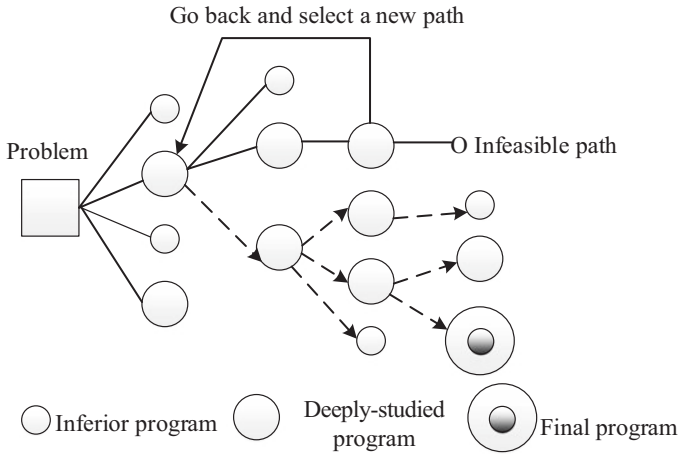 Go back and select a new path
Problem
O Infeasible path
Inferior program
Deeply-studied
program
Final program